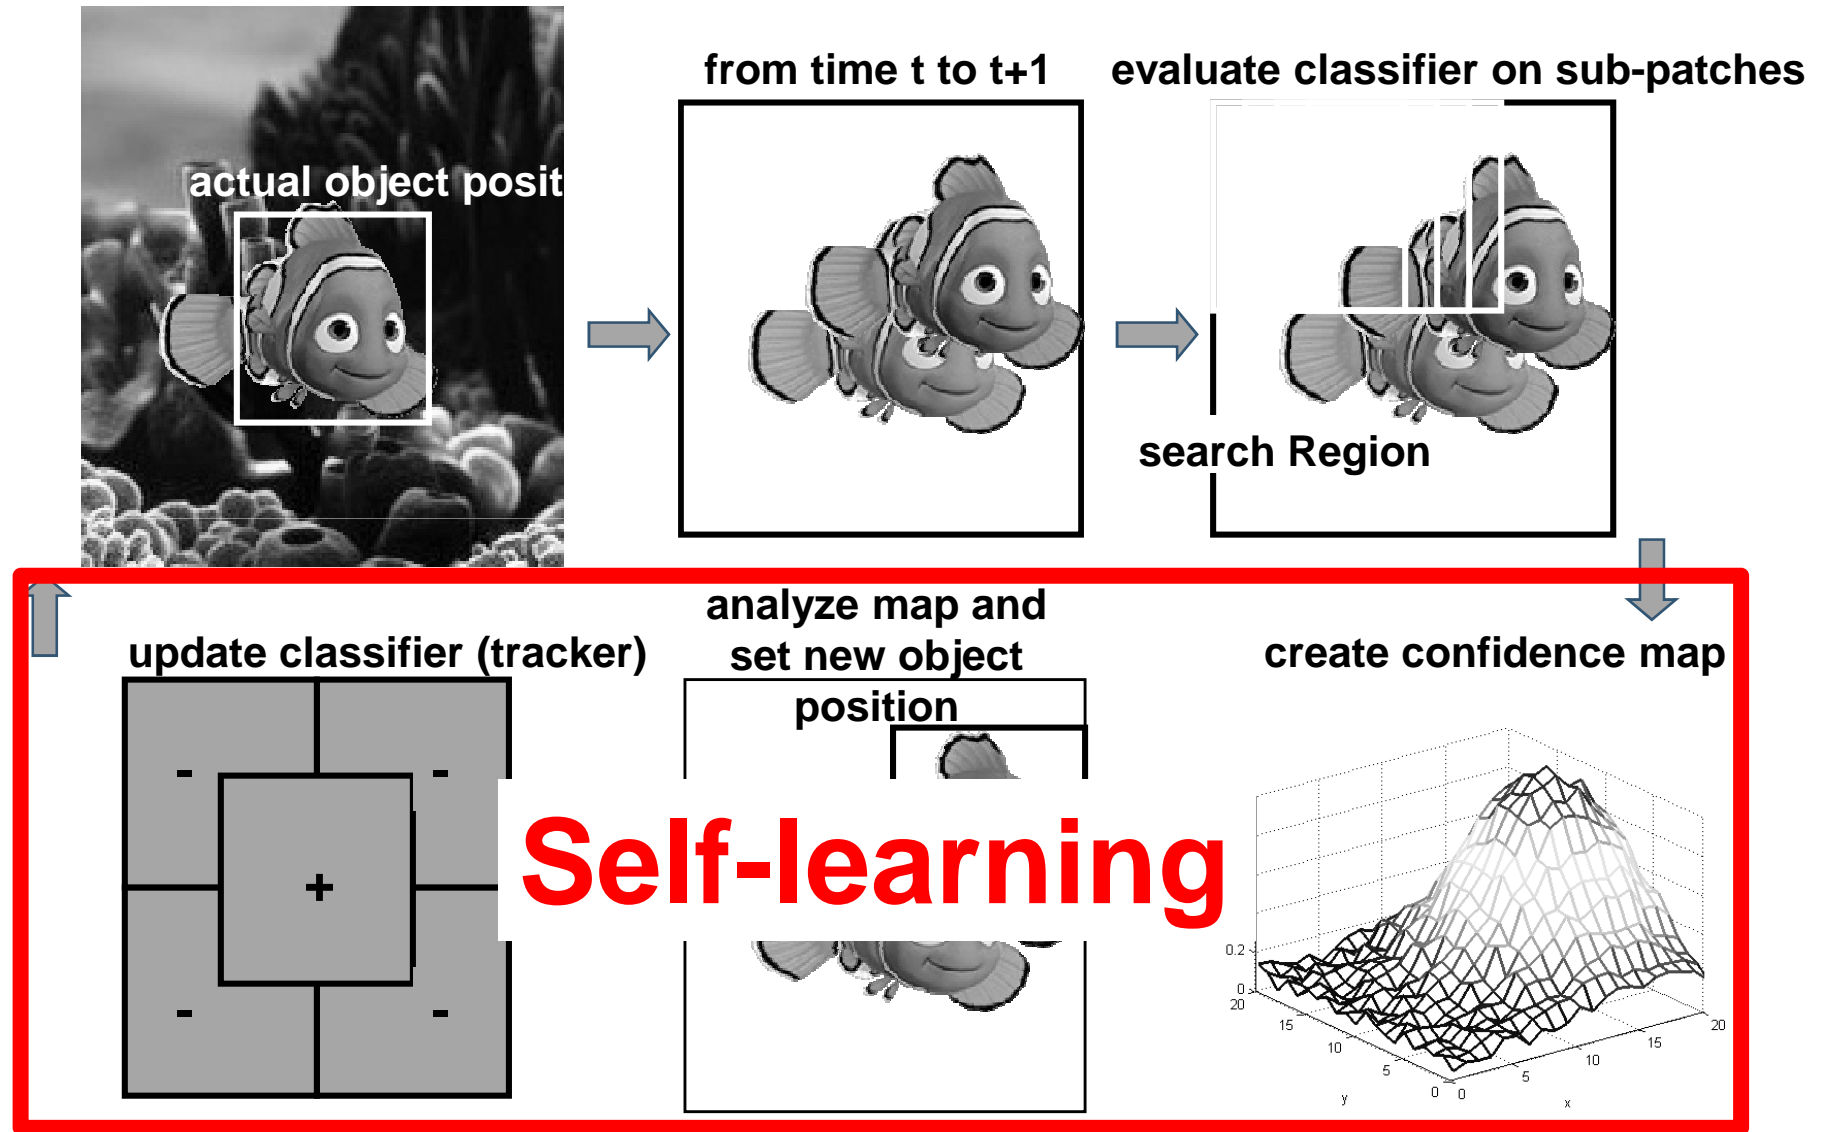 from time t to t+1
evaluate classifier on sub-patches
actual object posit
search Region
analyze map and
set new object
position
update classifier (tracker)
create confidence map
-
-
+
-
-
Self-learning
0.2
0
20
15
10
5
0
0
5
10
15
20
y
x